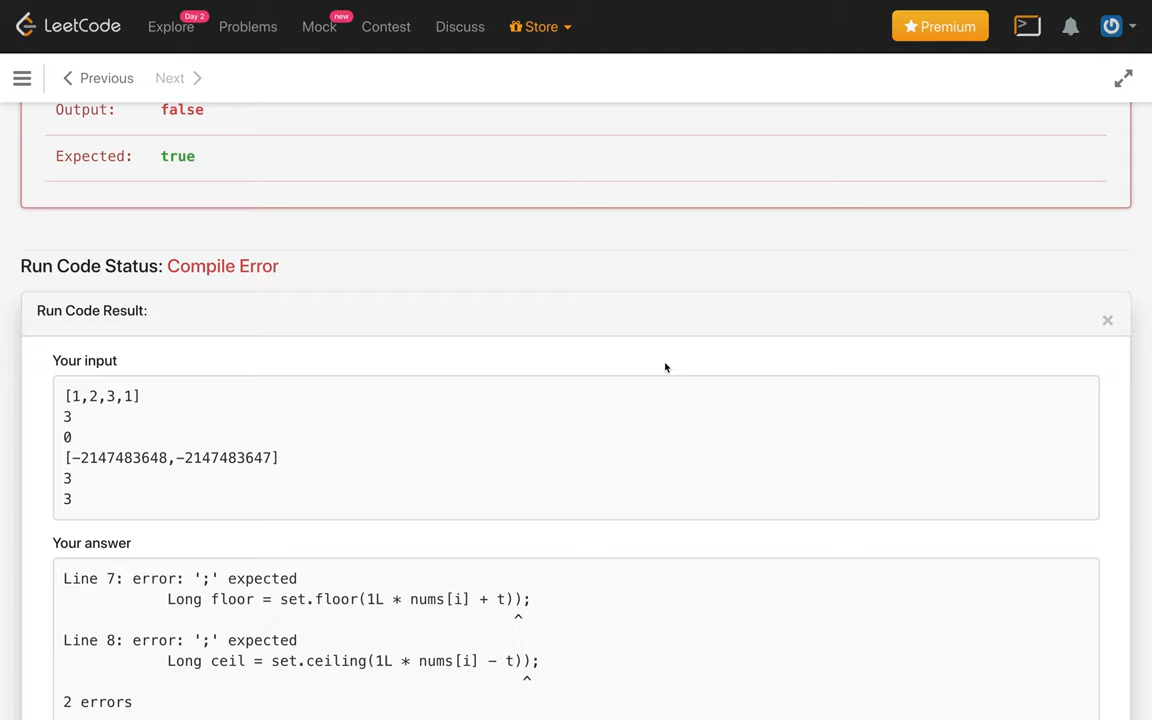 LeetCode
Explore
Day 2
Problems
Mock
new
Contest
Discuss
Store
Premium
Previous
Next
Output: false
Expected: true
Run Code Status: Compile Error
Run Code Result:
×
Your input
[1,2,3,1]
3
0
[-2147483648,-2147483647]
3
3
Your answer
Line 7: error: ';' expected
Long floor = set.floor(1L * nums[i] + t));
^
Line 8: error: ';' expected
Long ceil = set.ceiling(1L * nums[i] - t));
^
2 errors